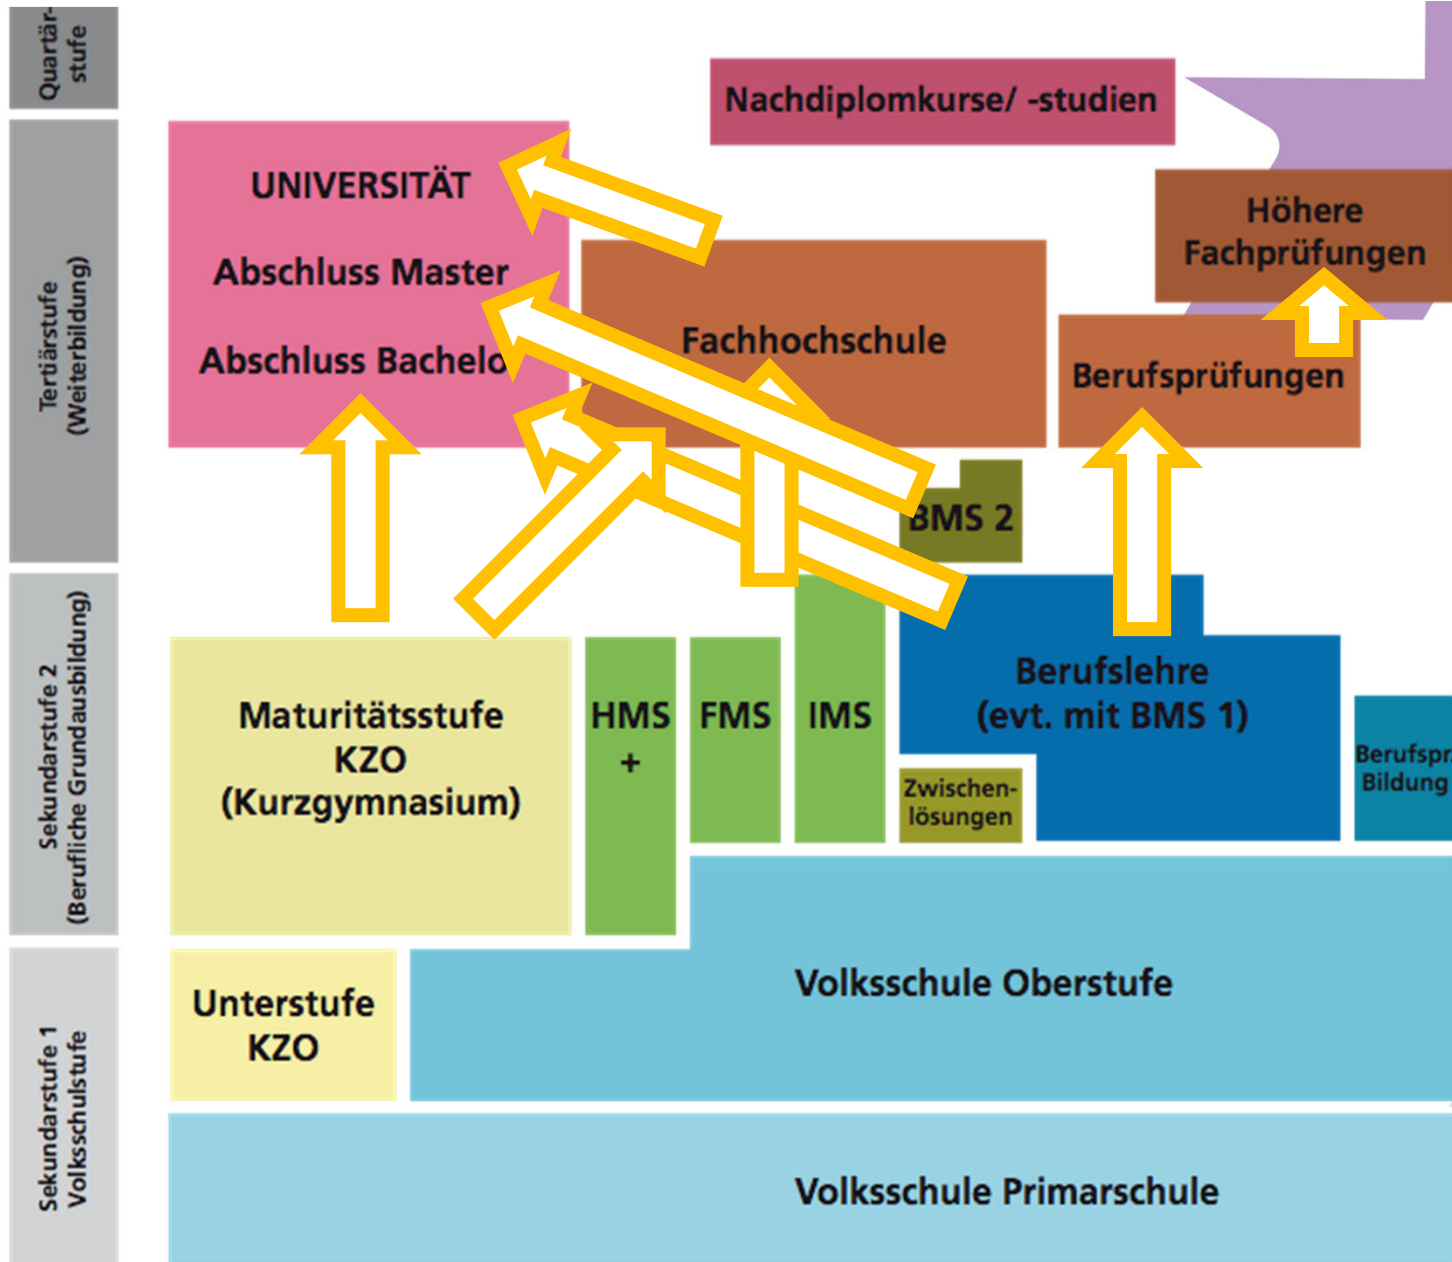 Quartär-
stufe
Nachdiplomkurse/ -studien
Tertiärstufe
(Weiterbildung)
UNIVERSITÄT
Abschluss Master
Abschluss Bachelo
Fachhochschule
Höhere
Fachprüfungen
Berufsprüfungen
BMS 2
Sekundarstufe 2
(Berufliche Grundausbildung)
Maturitätsstufe
KZO
(Kurzgymnasium)
HMS
+
FMS
IMS
Berufslehre
(evt. mit BMS 1)
Zwischen-
lösungen
Berufspr
Bildung
Sekundarstufe 1
Volksschulstufe
Unterstufe
KZO
Volksschule Oberstufe
Volksschule Primarschule